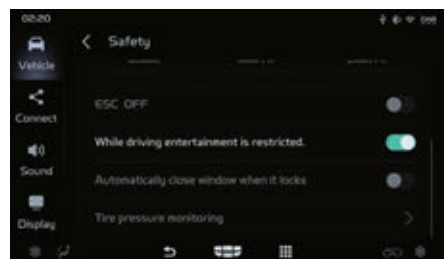 02:20
Safety
Vehicle
ESC OFF
Connect
While driving entertainment is restricted.
Sound
Automatically close window when it locks
Tire pressure monitoring
Display